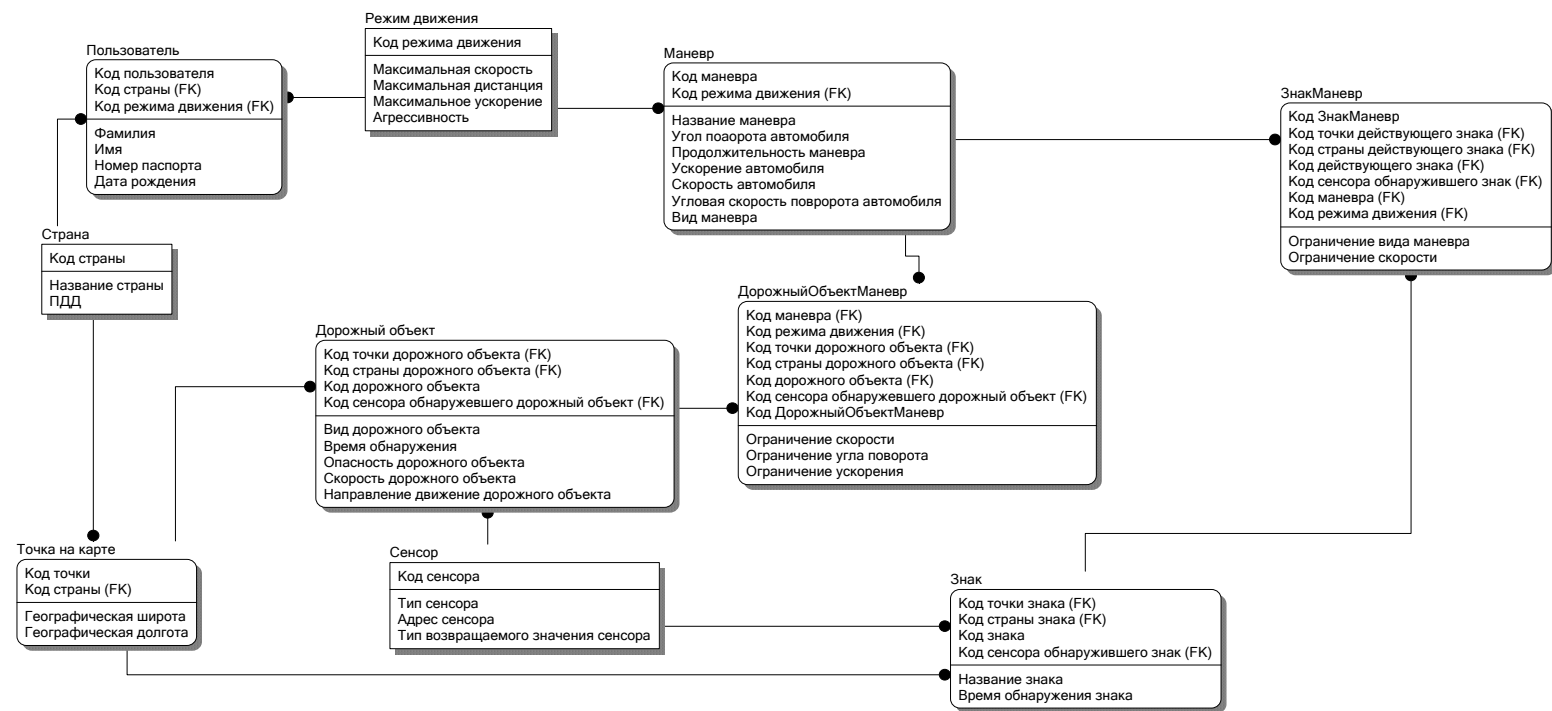 Режим движения
Код режима движения
Максимальная скорость
Максимальная дистанция
Максимальное ускорение
Агрессивность
Пользователь
Код пользователя
Код страны (FK)
Код режима движения (FK)
Фамилия
Имя
Номер паспорта
Дата рождения
Маневр
Код маневра
Код режима движения (FK)
Название маневра
Угол поаорота автомобиля
Продолжительность маневра
Ускорение автомобиля
Скорость автомобиля
Угловая скорость повророта автомобиля
Вид маневра
ЗнакМаневр
Код ЗнакМаневр
Код точки действующего знака (FK)
Код страны действующего знака (FK)
Код действующего знака (FK)
Код сенсора обнаружившего знак (FK)
Код маневра (FK)
Код режима движения (FK)
Ограничение вида маневра
Ограничение скорости
Страна
Код страны
Название страны
ПДД
ДорожныйОбъектМаневр
Код маневра (FK)
Код режима движения (FK)
Код точки дорожного объекта (FK)
Код страны дорожного объекта (FK)
Код дорожного объекта (FK)
Код сенсора обнаружевшего дорожный объект (FK)
Код ДорожныйОбъектМаневр
Ограничение скорости
Ограничение угла поворота
Ограничение ускорения
Дорожный объект
Код точки дорожного объекта (FK)
Код страны дорожного объекта (FK)
Код дорожного объекта
Код сенсора обнаружевшего дорожный объект (FK)
Вид дорожного объекта
Время обнаружения
Опасность дорожного объекта
Скорость дорожного объекта
Направление движение дорожного объекта
Точка на карте
Код точки
Код страны (FK)
Географическая широта
Географическая долгота
Сенсор
Код сенсора
Тип сенсора
Адрес сенсора
Тип возвращаемого значения сенсора
Знак
Код точки знака (FK)
Код страны знака (FK)
Код знака
Код сенсора обнаружившего знак (FK)
Название знака
Время обнаружения знака